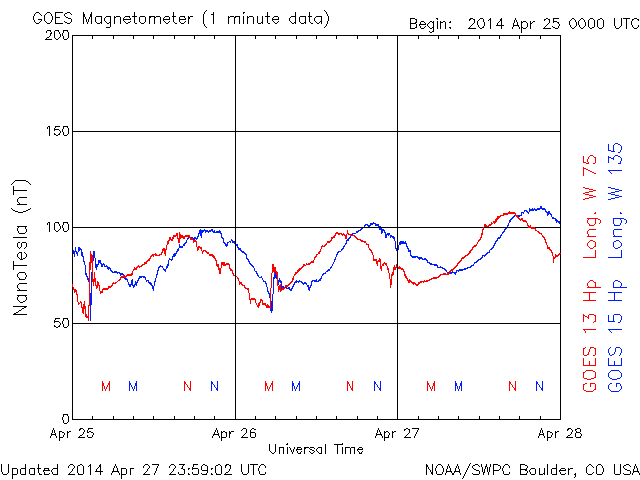 GOES Magnetometer (1 minute data)
Begin: 2014 Apr 25 0000 UTC
200
150
100
50
0
NanoTesla (nT)
M M N N M M N N M M N N
Apr 25 Apr 26 Apr 27 Apr 28
Universal Time
GOES 13 Hp Long. W 75
GOES 15 Hp Long. W 135
Updated 2014 Apr 27 23:59:02 UTC
NOAA/SWPC Boulder, CO USA